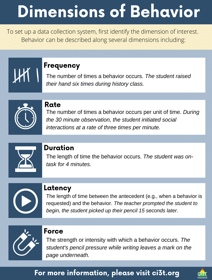 Dimensions of Behavior
To set up a data collection system, first identify the dimension of interest.
Behavior can be described along several dimensions including:
Frequency
The number of times a behavior occurs. The student raised
their hand six times during history class.
Rate
The number of times a behavior occurs per unit of time. During
the 30 minute observation, the student initiated social
interactions at a rate of three times per minute.
Duration
The length of time the behavior occurs. The student was on-
task for 4 minutes.
Latency
The length of time between the antecedent (e.g., when a behavior is
requested) and the behavior. The teacher prompted the student to
begin, the student picked up their pencil 15 seconds later.
Force
The strength or intensity with which a behavior occurs. The
student's pencil pressure while writing leaves a mark on the
page underneath.
For more information, please visit ci3t.org